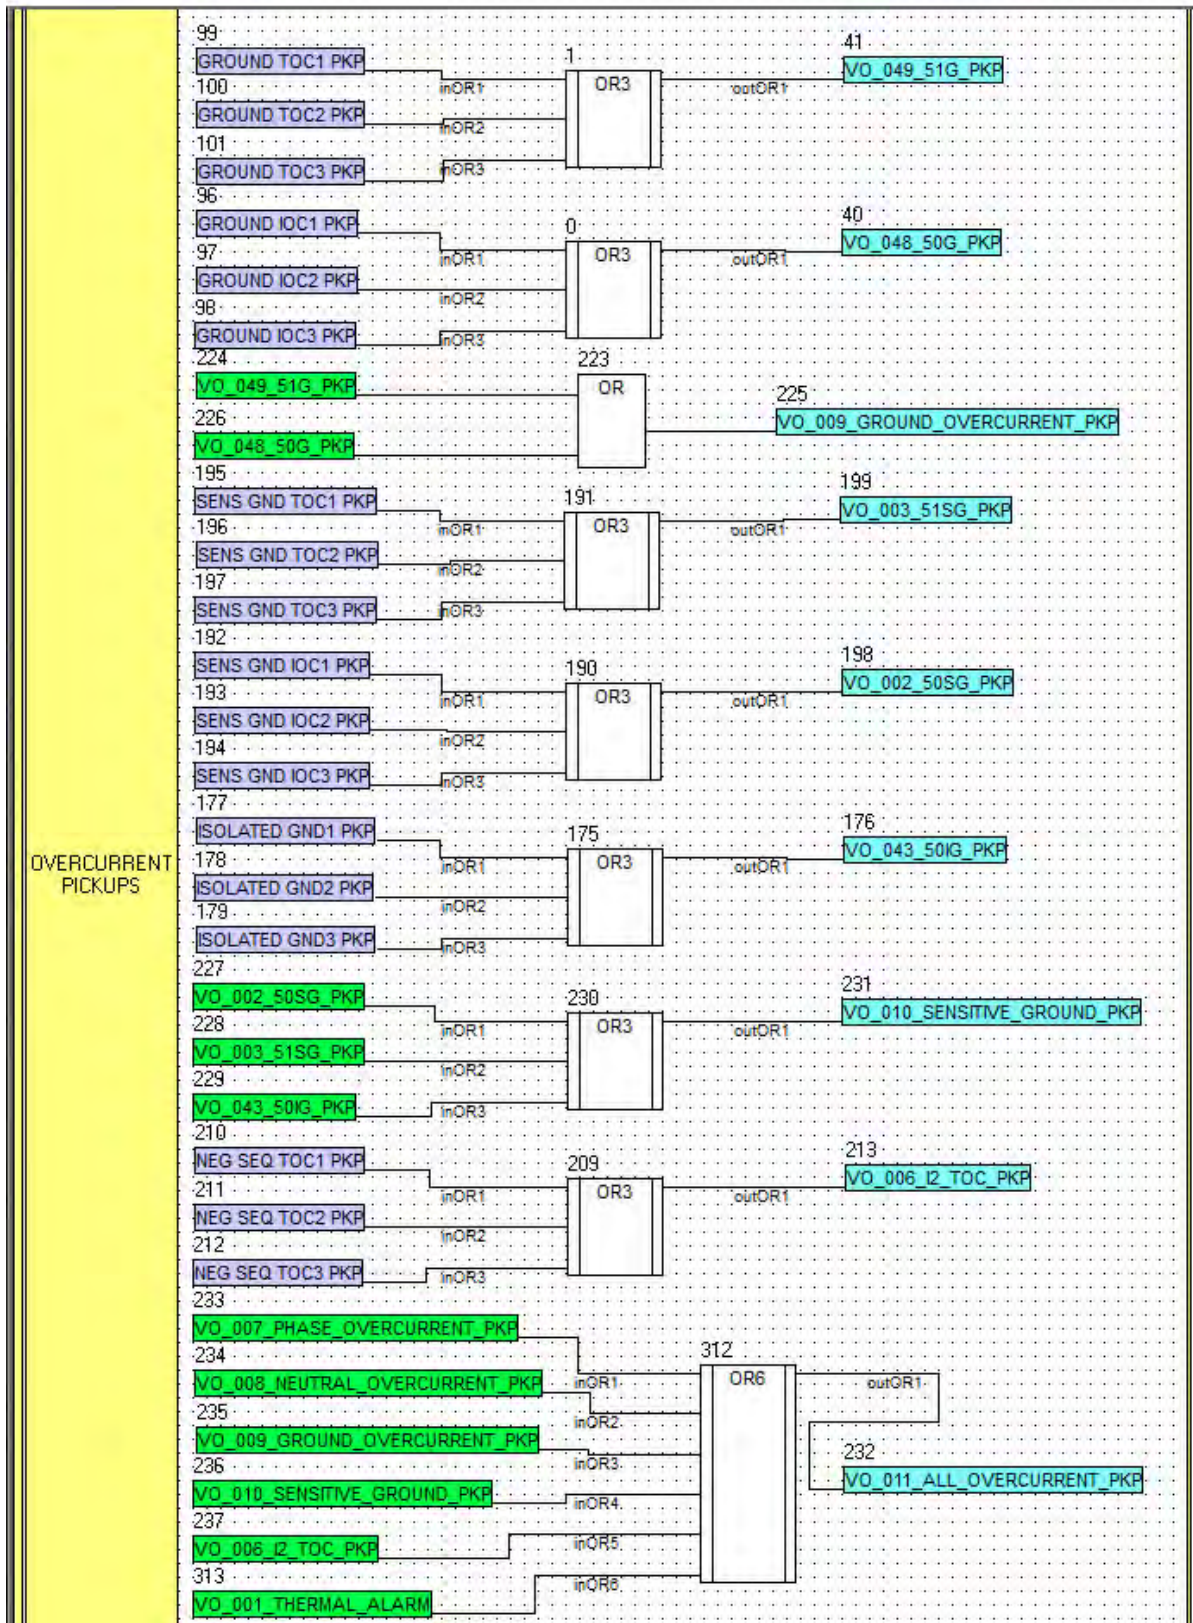 OVERCURRENT
PICKUPS
99
GROUND TOC1 PKP
100
GROUND TOC2 PKP
101
GROUND TOC3 PKP
inOR1
inOR2
inOR3
1
OR3
outOR1
41
VO_049_51G_PKP
96
GROUND IOC1 PKP
97
GROUND IOC2 PKP
98
GROUND IOC3 PKP
inOR1
inOR2
inOR3
0
OR3
outOR1
40
VO_048_50G_PKP
224
VO_049_51G_PKP
226
VO_048_50G_PKP
223
OR
225
VO_009_GROUND_OVERCURRENT_PKP
195
SENS GND TOC1 PKP
196
SENS GND TOC2 PKP
197
SENS GND TOC3 PKP
inOR1
inOR2
inOR3
191
OR3
outOR1
199
VO_003_51SG_PKP
192
SENS GND IOC1 PKP
193
SENS GND IOC2 PKP
194
SENS GND IOC3 PKP
inOR1
inOR2
inOR3
190
OR3
outOR1
198
VO_002_50SG_PKP
177
ISOLATED GND1 PKP
178
ISOLATED GND2 PKP
179
ISOLATED GND3 PKP
inOR1
inOR2
inOR3
175
OR3
outOR1
176
VO_043_50IG_PKP
227
VO_002_50SG_PKP
228
VO_003_51SG_PKP
229
VO_043_50IG_PKP
inOR1
inOR2
inOR3
230
OR3
outOR1
231
VO_010_SENSITIVE_GROUND_PKP
210
NEG SEQ TOC1 PKP
211
NEG SEQ TOC2 PKP
212
NEG SEQ TOC3 PKP
inOR1
inOR2
inOR3
209
OR3
outOR1
213
VO_006_I2_TOC_PKP
233
VO_007_PHASE_OVERCURRENT_PKP
234
VO_008_NEUTRAL_OVERCURRENT_PKP
235
VO_009_GROUND_OVERCURRENT_PKP
236
VO_010_SENSITIVE_GROUND_PKP
237
VO_006_I2_TOC_PKP
313
VO_001_THERMAL_ALARM
inOR1
inOR2
inOR3
inOR4
inOR5
inOR6
312
OR6
outOR1
232
VO_011_ALL_OVERCURRENT_PKP